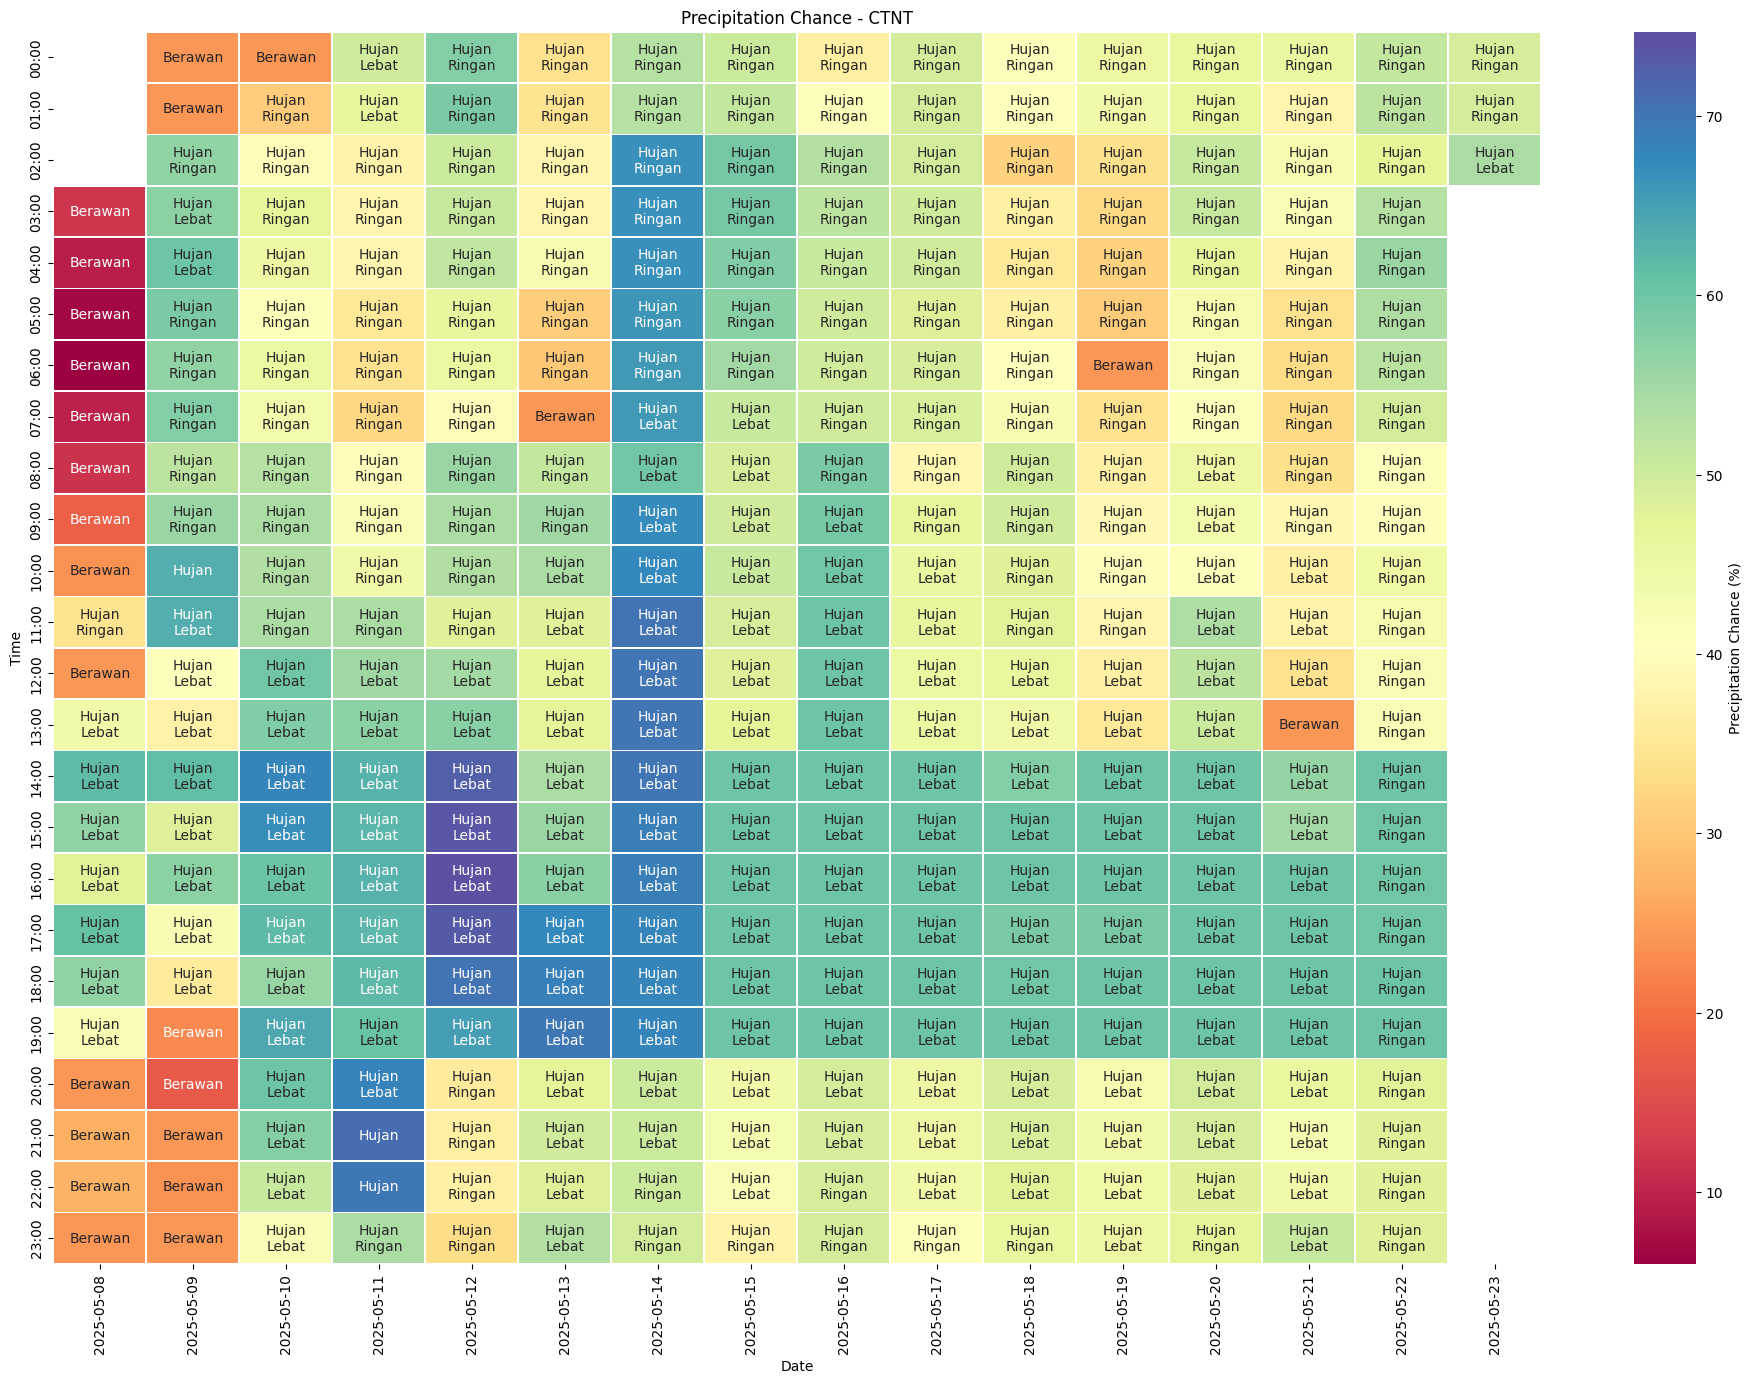 Precipitation Chance - CTNT
Time
00:00 Berawan Berawan Hujan Lebat Hujan Ringan Hujan Ringan Hujan Ringan Hujan Ringan Hujan Ringan Hujan Ringan Hujan Ringan Hujan Ringan Hujan Ringan Hujan Ringan Hujan Ringan Hujan Ringan
01:00 Berawan Hujan Ringan Hujan Lebat Hujan Ringan Hujan Ringan Hujan Ringan Hujan Ringan Hujan Ringan Hujan Ringan Hujan Ringan Hujan Ringan Hujan Ringan Hujan Ringan Hujan Ringan Hujan Ringan
02:00 Hujan Ringan Hujan Ringan Hujan Ringan Hujan Ringan Hujan Ringan Hujan Ringan Hujan Ringan Hujan Ringan Hujan Ringan Hujan Ringan Hujan Ringan Hujan Ringan Hujan Ringan Hujan Ringan Hujan Lebat
03:00 Berawan Hujan Lebat Hujan Ringan Hujan Ringan Hujan Ringan Hujan Ringan Hujan Ringan Hujan Ringan Hujan Ringan Hujan Ringan Hujan Ringan Hujan Ringan Hujan Ringan Hujan Ringan Hujan Ringan
04:00 Berawan Hujan Lebat Hujan Ringan Hujan Ringan Hujan Ringan Hujan Ringan Hujan Ringan Hujan Ringan Hujan Ringan Hujan Ringan Hujan Ringan Hujan Ringan Hujan Ringan Hujan Ringan Hujan Ringan
05:00 Berawan Hujan Ringan Hujan Ringan Hujan Ringan Hujan Ringan Hujan Ringan Hujan Ringan Hujan Ringan Hujan Ringan Hujan Ringan Hujan Ringan Hujan Ringan Hujan Ringan Hujan Ringan Hujan Ringan
06:00 Berawan Hujan Ringan Hujan Ringan Hujan Ringan Hujan Ringan Hujan Ringan Hujan Ringan Hujan Ringan Hujan Ringan Hujan Ringan Hujan Ringan Berawan Hujan Ringan Hujan Ringan Hujan Ringan
07:00 Berawan Hujan Ringan Hujan Ringan Hujan Ringan Hujan Ringan Berawan Hujan Lebat Hujan Lebat Hujan Ringan Hujan Ringan Hujan Ringan Hujan Ringan Hujan Ringan Hujan Ringan Hujan Ringan
08:00 Berawan Hujan Ringan Hujan Ringan Hujan Ringan Hujan Ringan Hujan Ringan Hujan Lebat Hujan Lebat Hujan Ringan Hujan Ringan Hujan Ringan Hujan Ringan Hujan Lebat Hujan Ringan Hujan Ringan
09:00 Berawan Hujan Ringan Hujan Ringan Hujan Ringan Hujan Ringan Hujan Ringan Hujan Lebat Hujan Lebat Hujan Lebat Hujan Ringan Hujan Ringan Hujan Ringan Hujan Lebat Hujan Ringan Hujan Ringan
10:00 Berawan Hujan Hujan Ringan Hujan Ringan Hujan Ringan Hujan Lebat Hujan Lebat Hujan Lebat Hujan Lebat Hujan Lebat Hujan Ringan Hujan Ringan Hujan Lebat Hujan Lebat Hujan Ringan
11:00 Hujan Ringan Hujan Lebat Hujan Ringan Hujan Ringan Hujan Ringan Hujan Lebat Hujan Lebat Hujan Lebat Hujan Lebat Hujan Lebat Hujan Ringan Hujan Ringan Hujan Lebat Hujan Lebat Hujan Ringan
12:00 Berawan Hujan Lebat Hujan Lebat Hujan Lebat Hujan Lebat Hujan Lebat Hujan Lebat Hujan Lebat Hujan Lebat Hujan Lebat Hujan Lebat Hujan Lebat Hujan Lebat Hujan Lebat Hujan Ringan
13:00 Hujan Lebat Hujan Lebat Hujan Lebat Hujan Lebat Hujan Lebat Hujan Lebat Hujan Lebat Hujan Lebat Hujan Lebat Hujan Lebat Hujan Lebat Hujan Lebat Hujan Lebat Berawan Hujan Ringan
14:00 Hujan Lebat Hujan Lebat Hujan Lebat Hujan Lebat Hujan Lebat Hujan Lebat Hujan Lebat Hujan Lebat Hujan Lebat Hujan Lebat Hujan Lebat Hujan Lebat Hujan Lebat Hujan Lebat Hujan Ringan
15:00 Hujan Lebat Hujan Lebat Hujan Lebat Hujan Lebat Hujan Lebat Hujan Lebat Hujan Lebat Hujan Lebat Hujan Lebat Hujan Lebat Hujan Lebat Hujan Lebat Hujan Lebat Hujan Lebat Hujan Ringan
16:00 Hujan Lebat Hujan Lebat Hujan Lebat Hujan Lebat Hujan Lebat Hujan Lebat Hujan Lebat Hujan Lebat Hujan Lebat Hujan Lebat Hujan Lebat Hujan Lebat Hujan Lebat Hujan Lebat Hujan Ringan
17:00 Hujan Lebat Hujan Lebat Hujan Lebat Hujan Lebat Hujan Lebat Hujan Lebat Hujan Lebat Hujan Lebat Hujan Lebat Hujan Lebat Hujan Lebat Hujan Lebat Hujan Lebat Hujan Lebat Hujan Ringan
18:00 Hujan Lebat Hujan Lebat Hujan Lebat Hujan Lebat Hujan Lebat Hujan Lebat Hujan Lebat Hujan Lebat Hujan Lebat Hujan Lebat Hujan Lebat Hujan Lebat Hujan Lebat Hujan Lebat Hujan Ringan
19:00 Hujan Lebat Berawan Hujan Lebat Hujan Lebat Hujan Lebat Hujan Lebat Hujan Lebat Hujan Lebat Hujan Lebat Hujan Lebat Hujan Lebat Hujan Lebat Hujan Lebat Hujan Lebat Hujan Ringan
20:00 Berawan Berawan Hujan Lebat Hujan Lebat Hujan Ringan Hujan Lebat Hujan Lebat Hujan Lebat Hujan Lebat Hujan Lebat Hujan Lebat Hujan Lebat Hujan Lebat Hujan Lebat Hujan Ringan
21:00 Berawan Berawan Hujan Lebat Hujan Hujan Ringan Hujan Lebat Hujan Lebat Hujan Lebat Hujan Lebat Hujan Lebat Hujan Lebat Hujan Lebat Hujan Lebat Hujan Lebat Hujan Ringan
22:00 Berawan Berawan Hujan Lebat Hujan Hujan Ringan Hujan Lebat Hujan Ringan Hujan Lebat Hujan Ringan Hujan Lebat Hujan Ringan Hujan Lebat Hujan Lebat Hujan Lebat Hujan Ringan
23:00 Berawan Berawan Hujan Lebat Hujan Ringan Hujan Ringan Hujan Lebat Hujan Ringan Hujan Ringan Hujan Ringan Hujan Ringan Hujan Ringan Hujan Lebat Hujan Ringan Hujan Lebat Hujan Ringan
2025-05-08 2025-05-09 2025-05-10 2025-05-11 2025-05-12 2025-05-13 2025-05-14 2025-05-15 2025-05-16 2025-05-17 2025-05-18 2025-05-19 2025-05-20 2025-05-21 2025-05-22 2025-05-23
Date
70
60
50
40
30
20
10
Precipitation Chance (%)